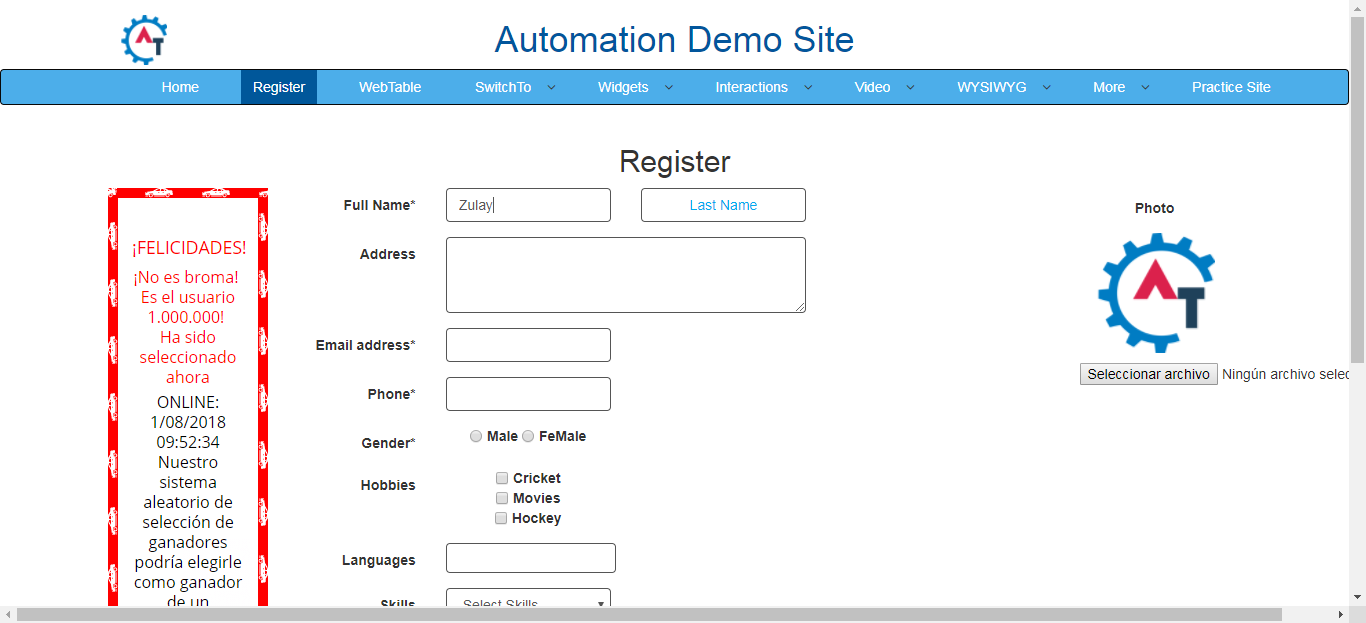 AT
Automation Demo Site
Home Register WebTable SwitchTo Widgets Interactions Video WYSIWYG More Practice Site
Register
¡FELICIDADES!
¡No es broma!
Es el usuario
1.000.000!
Ha sido
seleccionado
ahora
ONLINE:
1/08/2018
09:52:34
Nuestro
sistema
aleatorio de
selección de
ganadores
podría elegirle
como ganador
de un
Full Name* Zulay Last Name
Address
Email address*
Phone*
Gender* Male FeMale
Hobbies Cricket
Movies
Hockey
Languages
Skills Select Skills
Photo
AT
Seleccionar archivo Ningún archivo selec